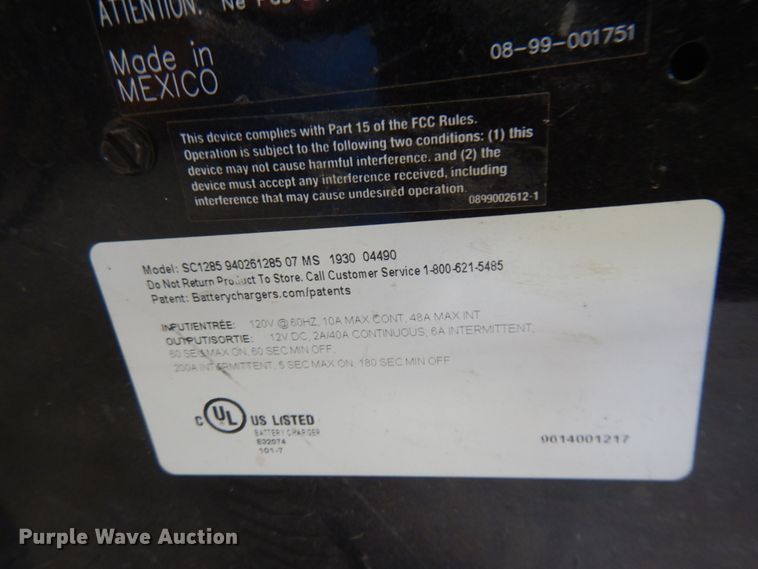 ATTENTION: Ne Pas
Made in
MEXICO
08-99-001751
This device complies with Part 15 of the FCC Rules.
Operation is subject to the following two conditions: (1) this
device may not cause harmful interference, and (2) the
device must accept any interference received, including
interference that may cause undesired operation.
0899002612-1
Model: SC1285 940261285 07 MS 1930 04490
Do Not Return Product To Store. Call Customer Service 1-800-621-5485
Patent: Batterychargers.com/patents
INPUT/ENTRÉE: 120V @ 60HZ, 10A MAX CONT, 48A MAX INT
OUTPUT/SORTIE: 12V DC, 2A/40A CONTINUOUS, 6A INTERMITTENT,
60 SEC MAX ON, 60 SEC MIN OFF,
200A INTERMITTENT, 5 SEC MAX ON, 180 SEC MIN OFF
C UL US LISTED
BATTERY CHARGER
E02074
101-7
0614001217
Purple Wave Auction